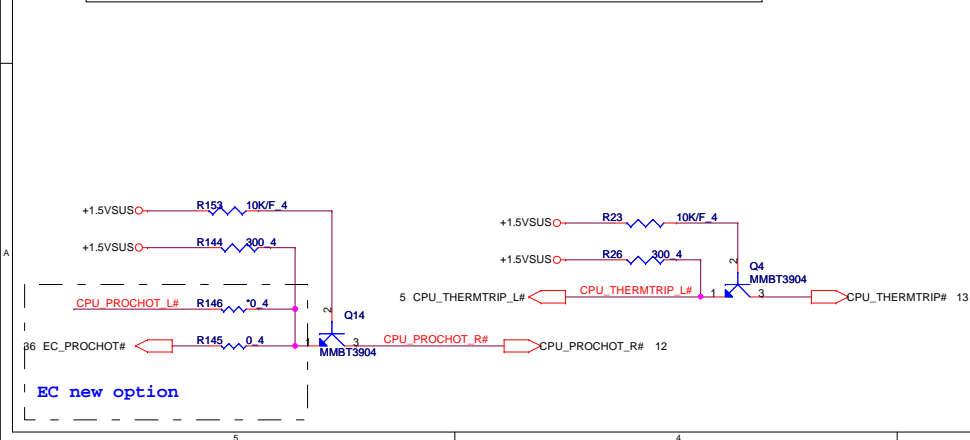 +1.5VSUS R153 10K/F_4
+1.5VSUS R144 300_4
CPU_PROCHOT_L# R146 *0_4
36 EC_PROCHOT# R145 0_4
1 2 3
Q14
MMBT3904
CPU_PROCHOT_R#
CPU_PROCHOT_R# 12
EC new option
+1.5VSUS R23 10K/F_4
+1.5VSUS R26 300_4
5 CPU_THERMTRIP_L#
CPU_THERMTRIP_L#
1 2 3
Q4
MMBT3904
CPU_THERMTRIP# 13
A
5
4